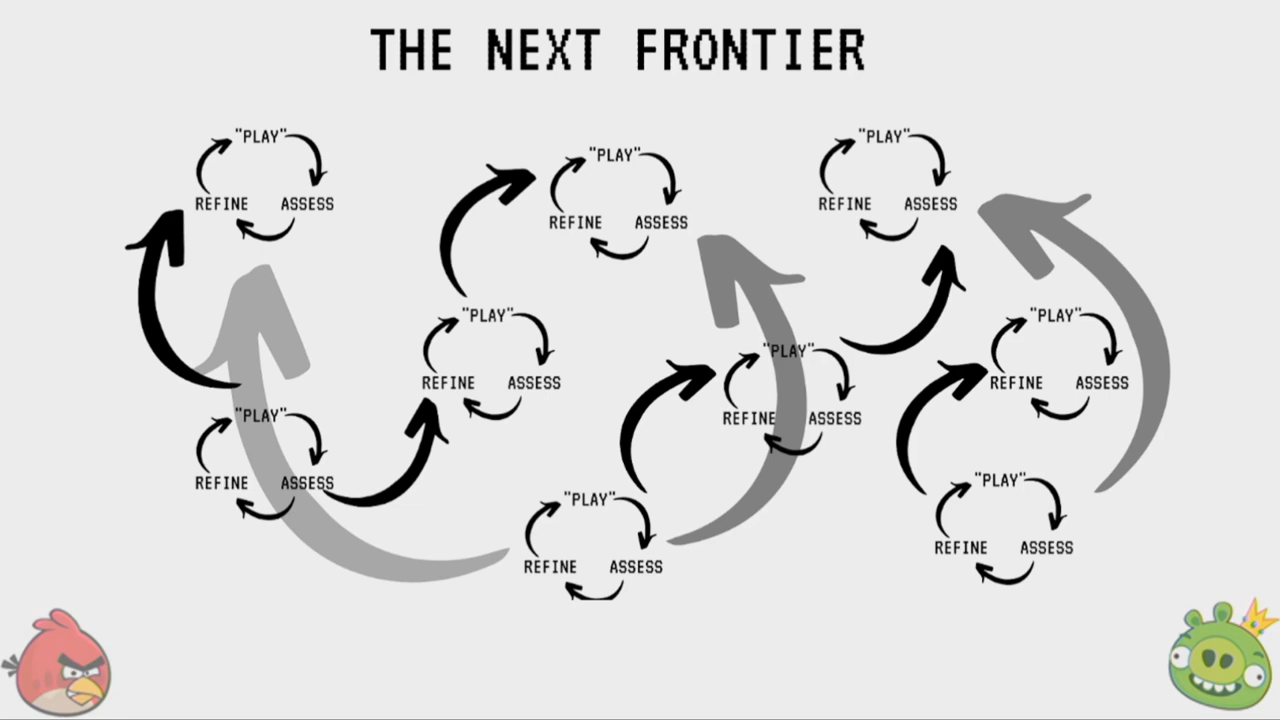 THE NEXT FRONTIER
"PLAY"
REFINE ASSESS
"PLAY"
REFINE ASSESS
"PLAY"
REFINE ASSESS
"PLAY"
REFINE ASSESS
"PLAY"
REFINE ASSESS
"PLAY"
REFINE ASSESS
"PLAY"
REFINE ASSESS
"PLAY"
REFINE ASSESS
"PLAY"
REFINE ASSESS